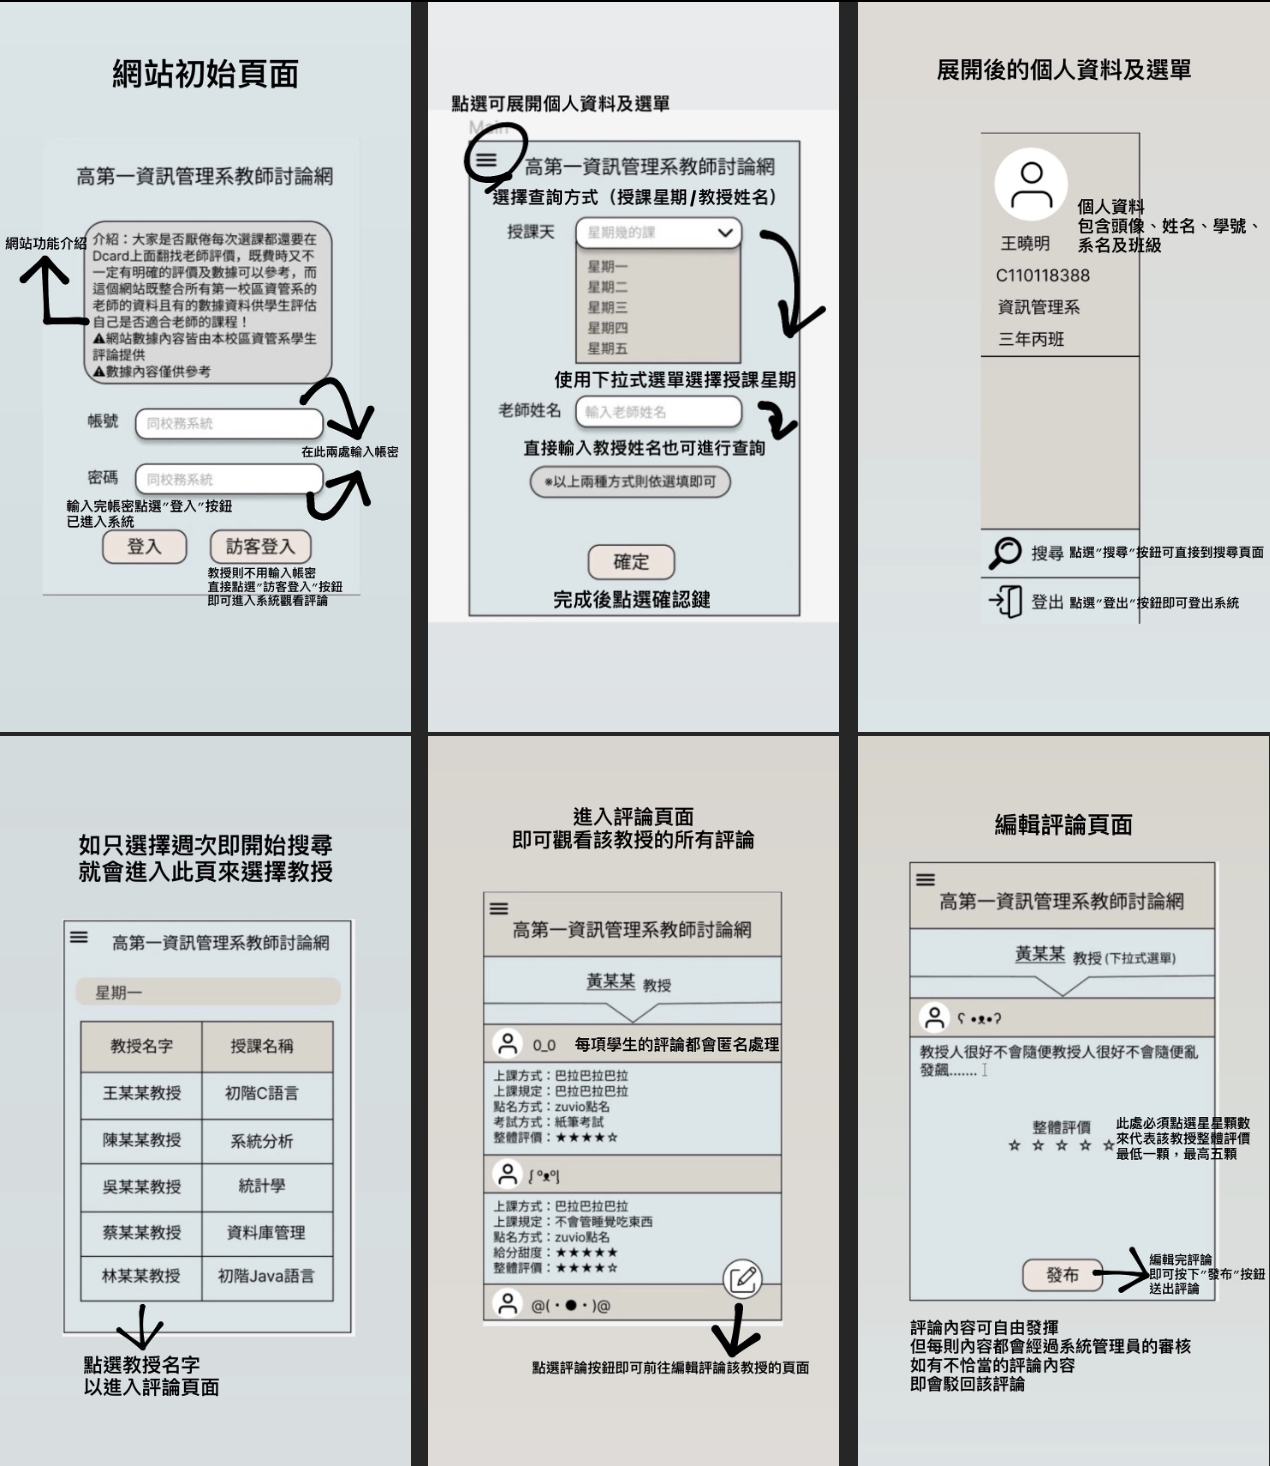 網站初始頁面
高第一資訊管理系教師討論網
網站功能介紹
介紹：大家是否厭倦每次選課都還要在
Dcard上面翻找老師評價，既費時又不
一定有明確的評價及數據可以參考，而
這個網站既整合所有第一校區資管系的
老師的資料且有的數據資料供學生評估
自己是否適合老師的課程！
⚠網站數據內容皆由本校區資管系學生
評論提供
⚠數據內容僅供參考
帳號
同校務系統
在此兩處輸入帳密
密碼
同校務系統
輸入完帳密點選"登入"按鈕
已進入系統
登入
訪客登入
教授則不用輸入帳密
直接點選"訪客登入"按鈕
即可進入系統觀看評論
點選可展開個人資料及選單
Main
高第一資訊管理系教師討論網
選擇查詢方式（授課星期/教授姓名）
授課天
星期幾的課
星期一
星期二
星期三
星期四
星期五
使用下拉式選單選擇授課星期
老師姓名
輸入老師姓名
直接輸入教授姓名也可進行查詢
※以上兩種方式則依選填即可
確定
完成後點選確認鍵
展開後的個人資料及選單
個人資料
包含頭像、姓名、學號、
系名及班級
王曉明
C110118388
資訊管理系
三年丙班
搜尋
點選"搜尋"按鈕可直接到搜尋頁面
登出
點選"登出"按鈕即可登出系統
如只選擇週次即開始搜尋
就會進入此頁來選擇教授
高第一資訊管理系教師討論網
星期一
教授名字 授課名稱
王某某教授 初階C語言
陳某某教授 系統分析
吳某某教授 統計學
蔡某某教授 資料庫管理
林某某教授 初階Java語言
點選教授名字
以進入評論頁面
進入評論頁面
即可觀看該教授的所有評論
高第一資訊管理系教師討論網
黃某某 教授
0_0
每項學生的評論都會匿名處理
上課方式：巴拉巴拉巴拉
上課規定：巴拉巴拉巴拉
點名方式：zuvio點名
考試方式：紙筆考試
整體評價：★★★★☆
⎰ºᴥº⎱
上課方式：巴拉巴拉巴拉
上課規定：不會管睡覺吃東西
點名方式：zuvio點名
給分甜度：★★★★★
整體評價：★★★★☆
@(・●・)@
點選評論按鈕即可前往編輯評論該教授的頁面
編輯評論頁面
高第一資訊管理系教師討論網
黃某某 教授(下拉式選單)
ʕ •ᴥ•ʔ
教授人很好不會隨便教授人很好不會隨便亂
發飆.......
整體評價
☆ ☆ ☆ ☆ ☆
此處必須點選星星顆數
來代表該教授整體評價
最低一顆，最高五顆
發布
編輯完評論
即可按下"發布"按鈕
送出評論
評論內容可自由發揮
但每則內容都會經過系統管理員的審核
如有不恰當的評論內容
即會駁回該評論